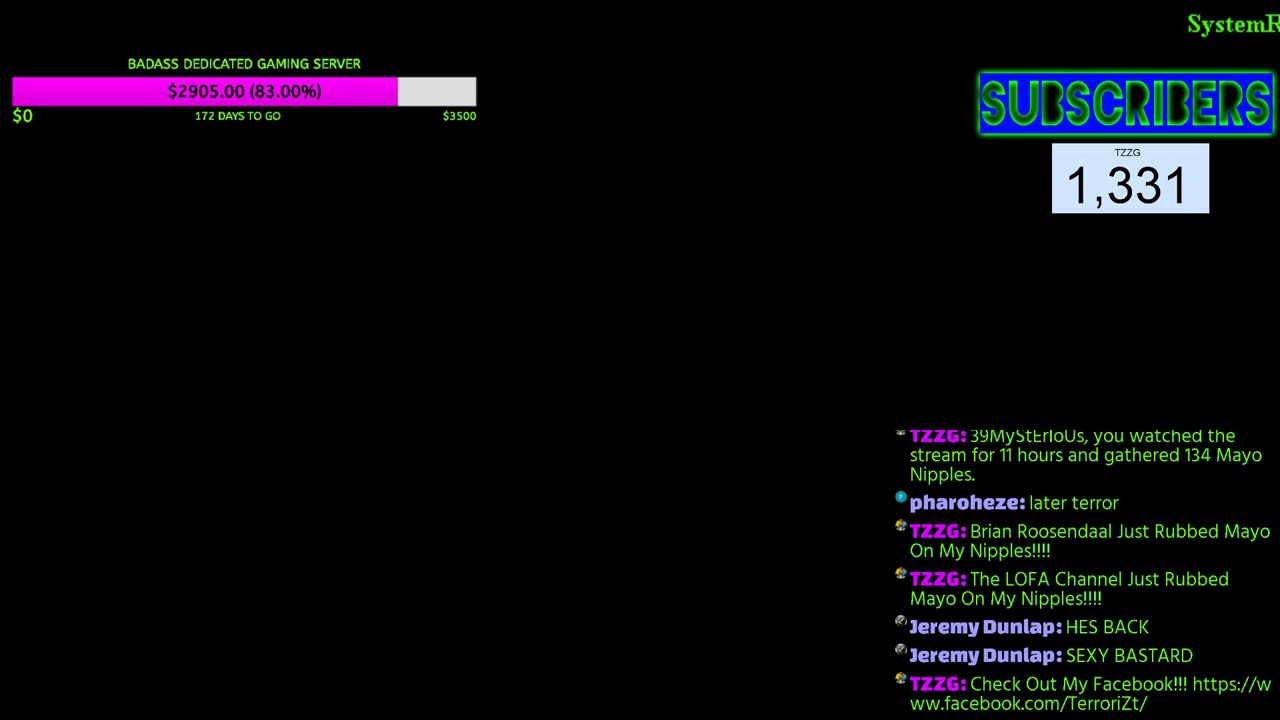 SystemR
BADASS DEDICATED GAMING SERVER
$2905.00 (83.00%)
$0
172 DAYS TO GO
$3500
SUBSCRIBERS
TZZG
1,331
TZZG: 39MyStErIoUs, you watched the
stream for 11 hours and gathered 134 Mayo
Nipples.
pharoheze: later terror
TZZG: Brian Roosendaal Just Rubbed Mayo
On My Nipples!!!!
TZZG: The LOFA Channel Just Rubbed
Mayo On My Nipples!!!!
Jeremy Dunlap: HES BACK
Jeremy Dunlap: SEXY BASTARD
TZZG: Check Out My Facebook!!! https://w
ww.facebook.com/TerroriZt/